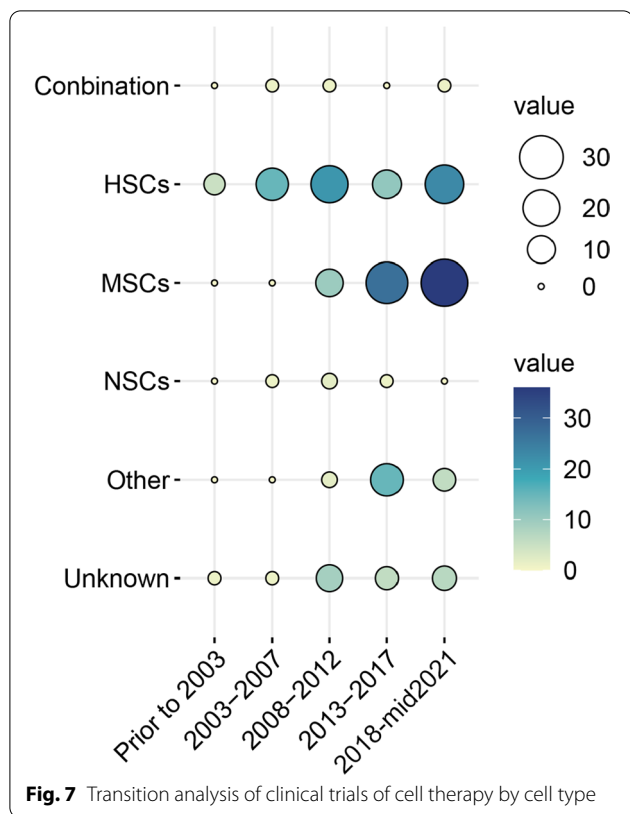 Conbination
HSCs
MSCs
NSCs
Other
Unknown
Prior to 2003
2003–2007
2008–2012
2013–2017
2018-mid2021
value
30
20
10
0
value
30
20
10
0
Fig. 7 Transition analysis of clinical trials of cell therapy by cell type